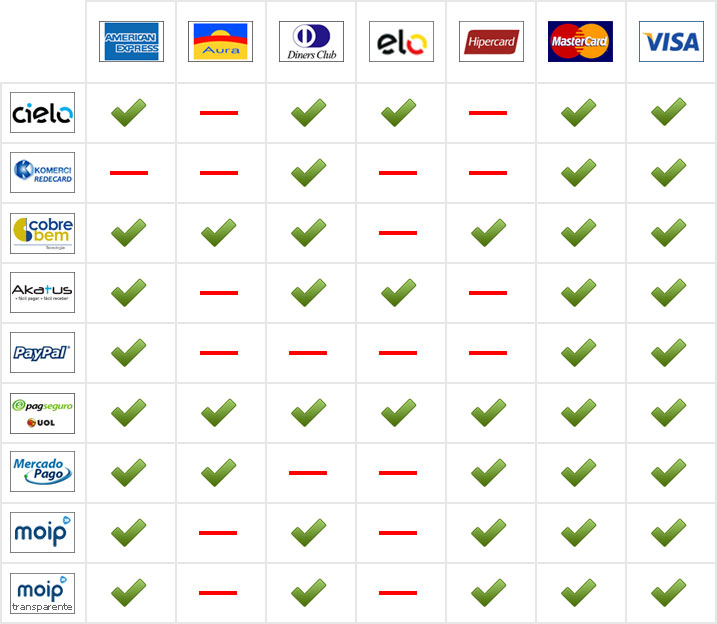 AMERICAN
EXPRESS
Aura
Diners Club
elo
Hipercard
MasterCard
VISA
cielo
KOMERCI
REDECARD
cobre
bem
Tecnologia
Akatus
• fácil pagar • fácil receber
PayPal
pagseguro
UOL
Mercado
Pago
moip
moip
transparente